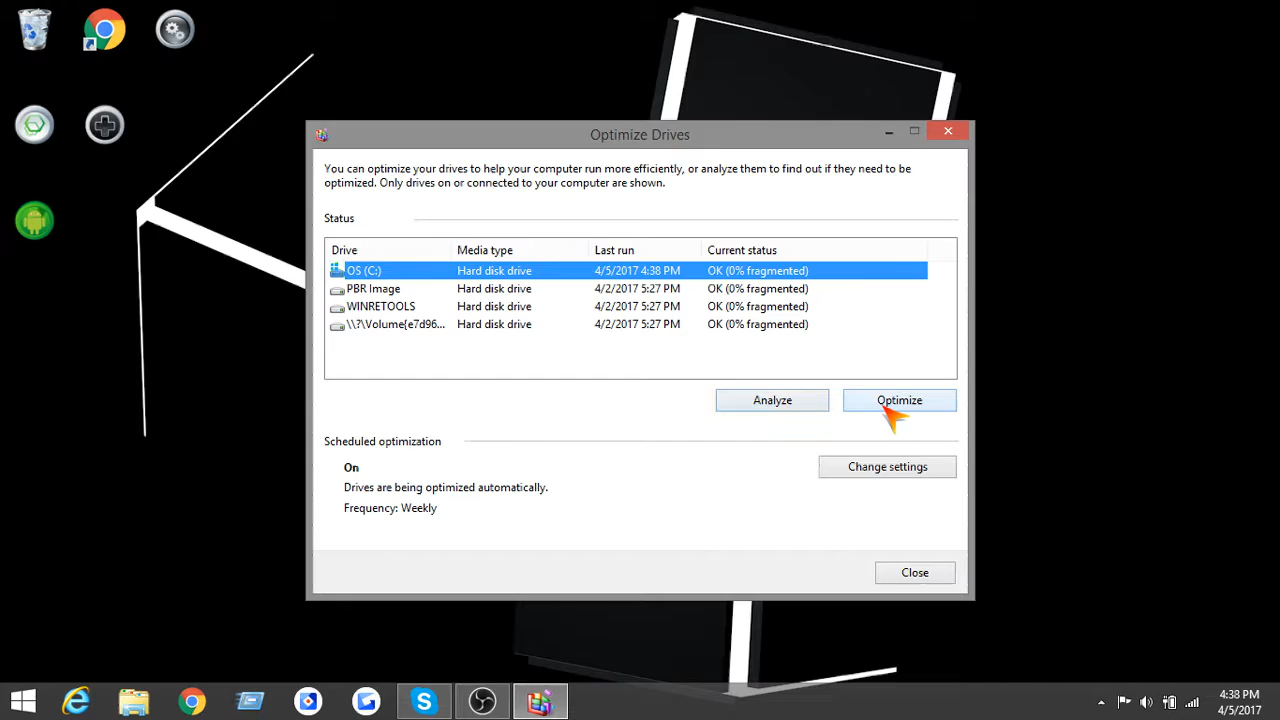 Optimize Drives
You can optimize your drives to help your computer run more efficiently, or analyze them to find out if they need to be
optimized. Only drives on or connected to your computer are shown.
Status
Drive Media type Last run Current status
OS (C:) Hard disk drive 4/5/2017 4:38 PM OK (0% fragmented)
PBR Image Hard disk drive 4/2/2017 5:27 PM OK (0% fragmented)
WINRETOOLS Hard disk drive 4/2/2017 5:27 PM OK (0% fragmented)
\\?\Volume{e7d96... Hard disk drive 4/2/2017 5:27 PM OK (0% fragmented)
Analyze Optimize
Scheduled optimization
On
Change settings
Drives are being optimized automatically.
Frequency: Weekly
Close
4:38 PM
4/5/2017